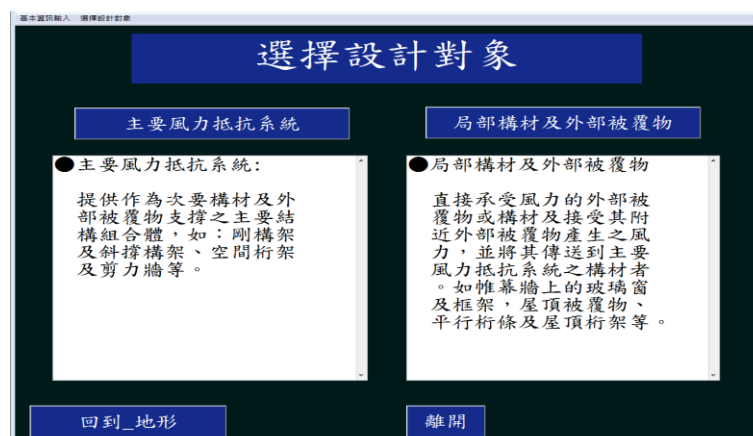 基本資訊輸入 選擇設計對象
選擇設計對象
主要風力抵抗系統
局部構材及外部被覆物
●主要風力抵抗系統:
提供作為次要構材及外
部被覆物支撐之主要結
構組合體，如：剛構架
及斜撐構架、空間桁架
及剪力牆等。
●局部構材及外部被覆物
直接承受風力的外部被
覆物或構材及接受其附
近外部被覆物產生之風
力，並將其傳送到主要
風力抵抗系統之構材者
。如帷幕牆上的玻璃窗
及框架，屋頂被覆物、
平行桁條及屋頂桁架等。
回到_地形
離開